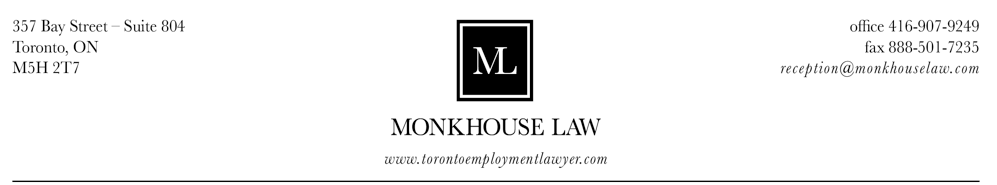 357 Bay Street – Suite 804
Toronto, ON
M5H 2T7
ML
MONKHOUSE LAW
www.torontoemploymentlawyer.com
office 416-907-9249
fax 888-501-7235
reception@monkhouselaw.com